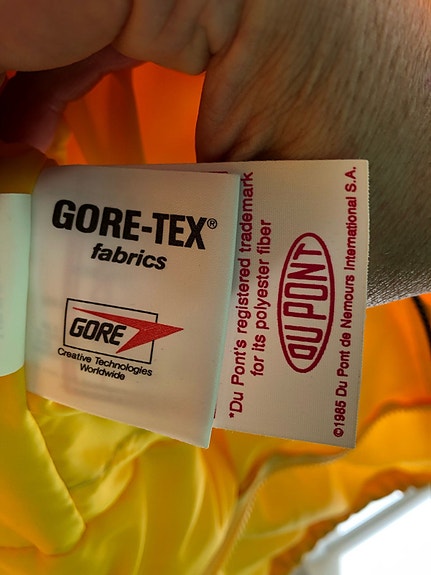 GORE-TEX®
fabrics
GORE
Creative Technologies
Worldwide
*Du Pont's registered trademark
for its polyester fiber
DU PONT
©1985 Du Pont de Nemours International S.A.